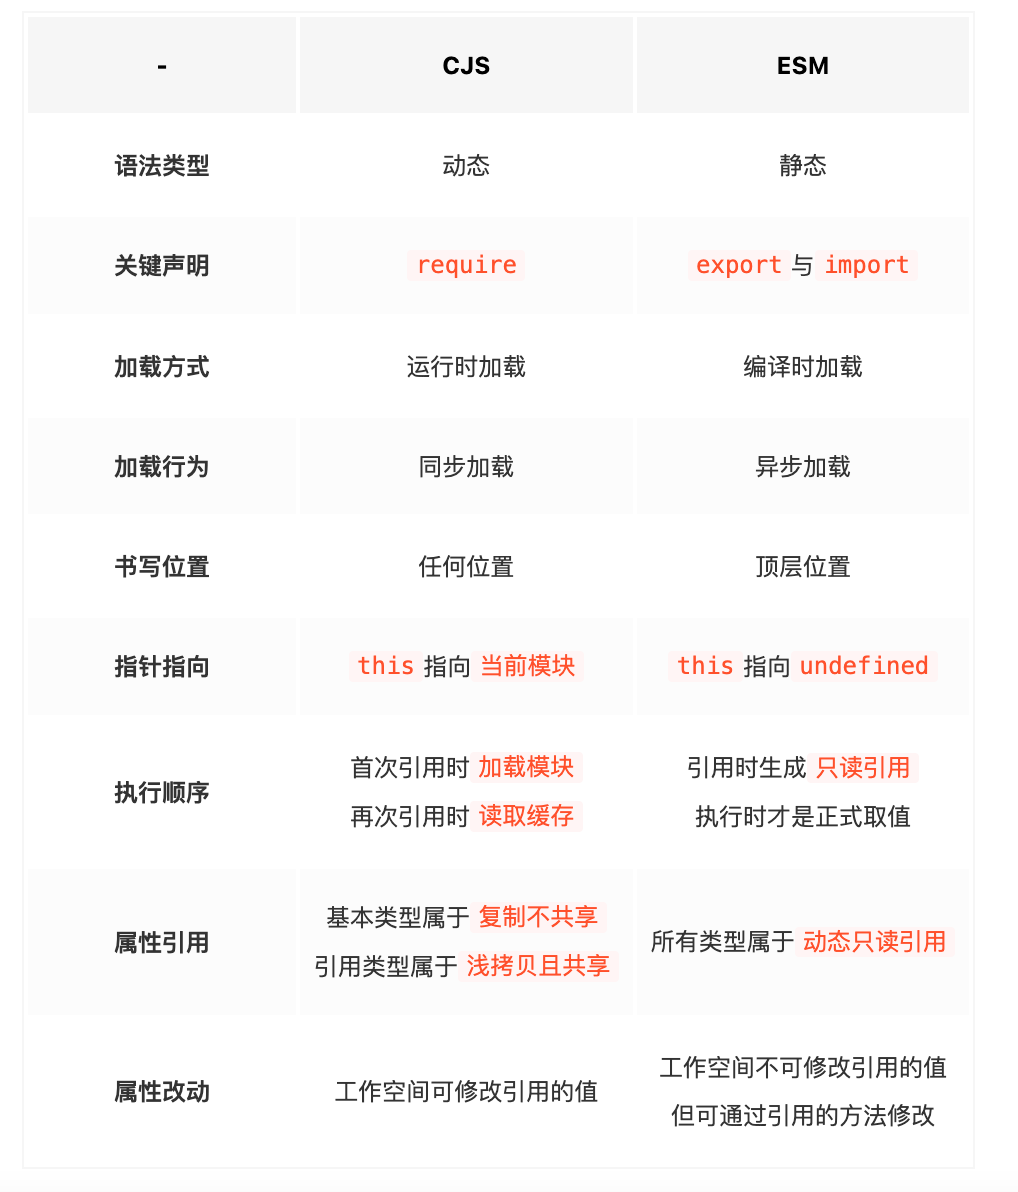 - CJS ESM
语法类型 动态 静态
关键声明 require export 与 import
加载方式 运行时加载 编译时加载
加载行为 同步加载 异步加载
书写位置 任何位置 顶层位置
指针指向 this 指向 当前模块 this 指向 undefined
执行顺序 首次引用时 加载模块 引用时生成 只读引用
再次引用时 读取缓存 执行时才是正式取值
属性引用 基本类型属于 复制不共享 所有类型属于 动态只读引用
引用类型属于 浅拷贝且共享
属性改动 工作空间可修改引用的值 工作空间不可修改引用的值
但可通过引用的方法修改